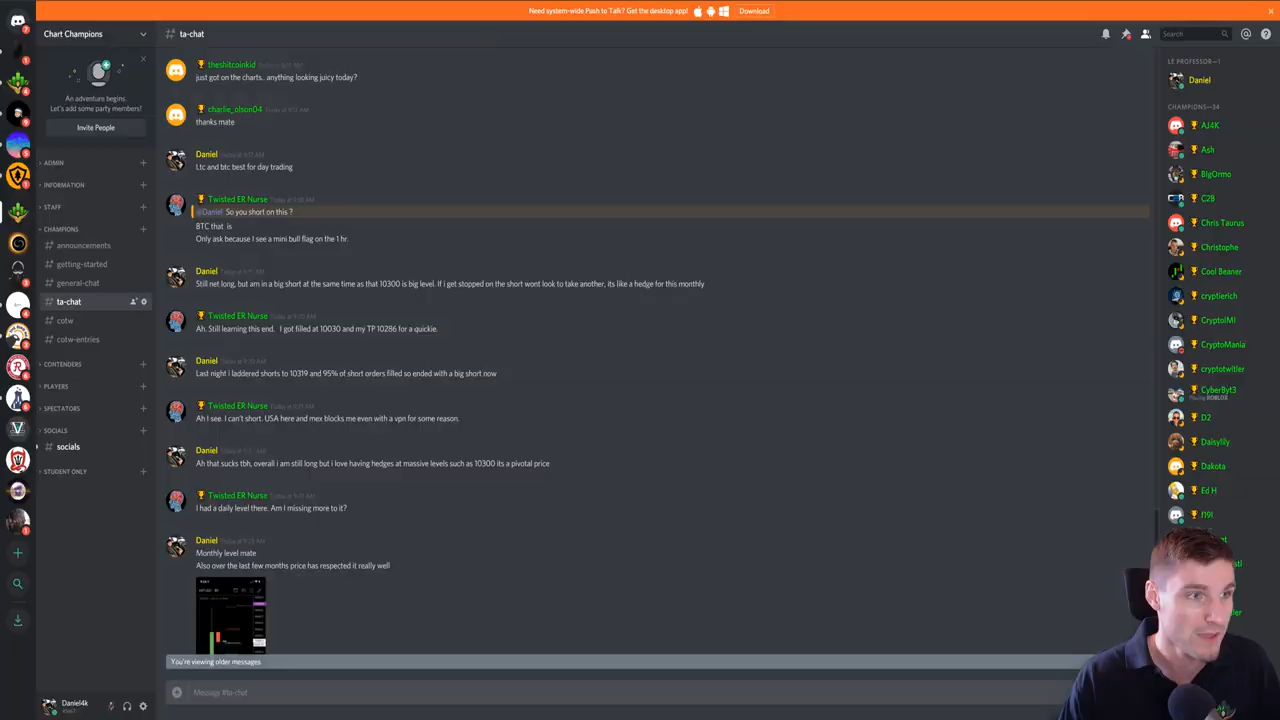 Need system-wide Push to Talk? Get the desktop app! Download
Chart Champions
# ta-chat
Search
An adventure begins.
Let's add some party members!
Invite People
ADMIN
INFORMATION
STAFF
CHAMPIONS
# announcements
# getting-started
# general-chat
# ta-chat
# cotw
# cotw-entries
CONTENDERS
PLAYERS
SPECTATORS
SOCIALS
# socials
STUDENT ONLY
Daniel4k
theshitcoinkid
just got on the charts.. anything looking juicy today?
charlie_olson04
thanks mate
Daniel
Ltc and btc best for day trading
Twisted ER Nurse
@Daniel So you short on this ?
BTC that is
Only ask because I see a mini bull flag on the 1 hr.
Daniel
Still net long, but am in a big short at the same time as that 10300 is big level. If i get stopped on the short wont look to take another, its like a hedge for this monthly
Twisted ER Nurse
Ah. Still learning this end. I got filled at 10030 and my TP 10286 for a quickie.
Daniel
Last night i laddered shorts to 10319 and 95% of short orders filled so ended with a big short now
Twisted ER Nurse
Ah I see. I can't short. USA here and mex blocks me even with a vpn for some reason.
Daniel
Ah that sucks tbh, overall i am still long but i love having hedges at massive levels such as 10300 its a pivotal price
Twisted ER Nurse
I had a daily level there. Am I missing more to it?
Daniel
Monthly level mate
Also over the last few months price has respected it really well
You're viewing older messages
Message #ta-chat
LE PROFESSOR—1
Daniel
CHAMPIONS—34
AJ4K
Ash
BIgOrmo
C2B
Chris Taurus
Christophe
Cool Beaner
cryptierich
CryptoIMI
CryptoMania
cryptotwitler
CyberByt3
Playing ROBLOX
D2
Daisylily
Dakota
Ed H
f19l